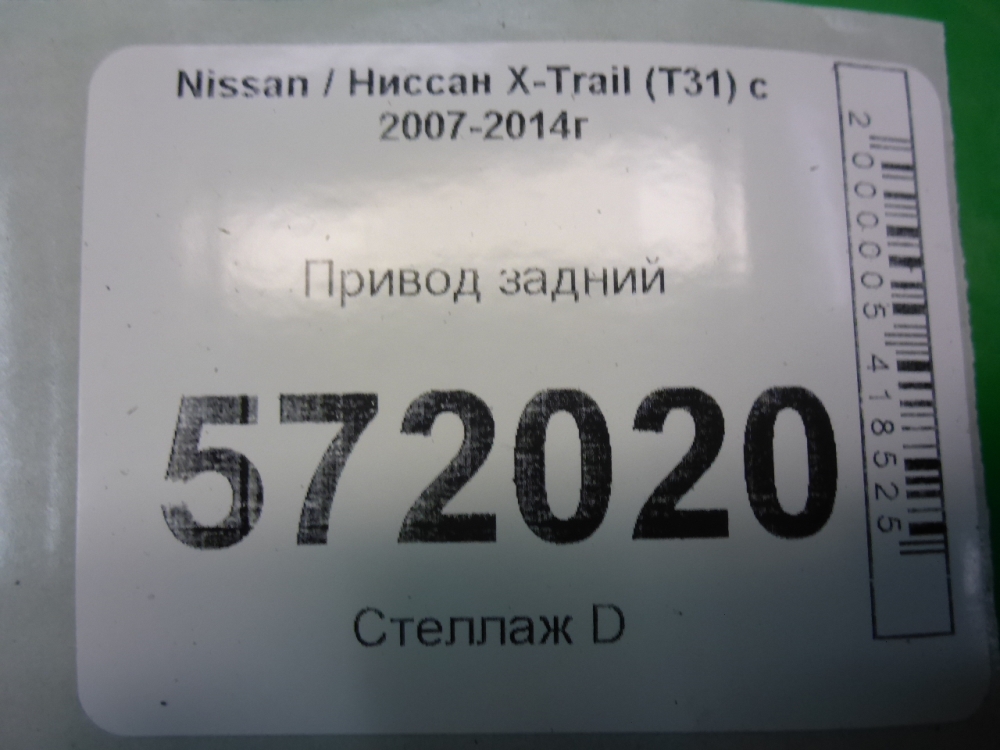 Nissan / Ниссан X-Trail (T31) с
2007-2014г
Привод задний
572020
Стеллаж D
2000005418525